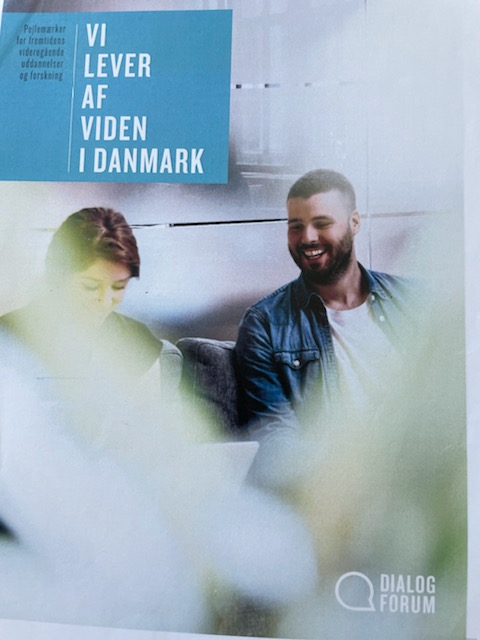 Pejlemærker
for fremtidens
videregående
uddannelser
og forskning
VI
LEVER
AF
VIDEN
I DANMARK
DIALOG
FORUM